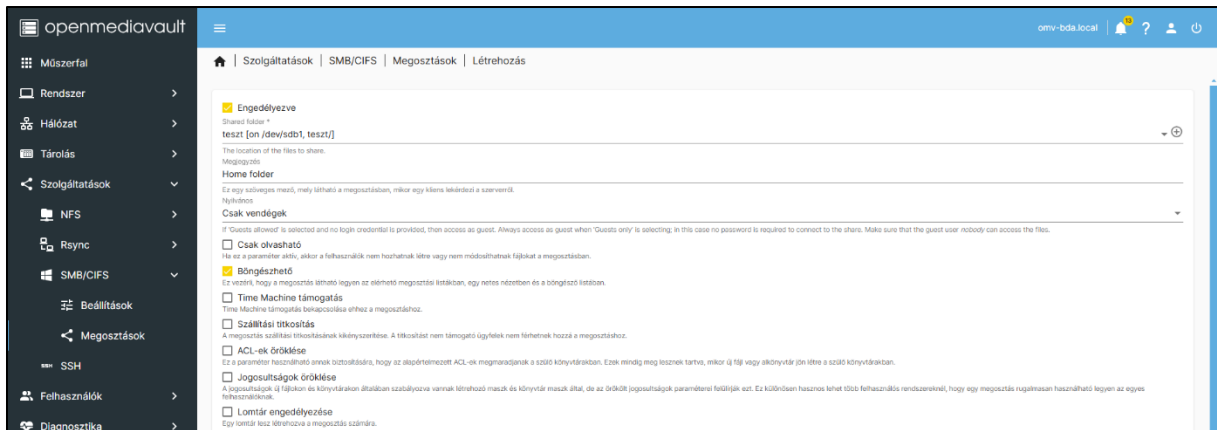 openmediavault
omv-bda.local
13
?
Műszerfal
Szolgáltatások | SMB/CIFS | Megosztások | Létrehozás
Rendszer
Hálózat
Tárolás
Szolgáltatások
NFS
Rsync
SMB/CIFS
Beállítások
Megosztások
SSH
SSH
Felhasználók
Diagnosztika
Engedélyezve
Shared folder *
teszt [on /dev/sdb1, teszt/]
The location of the files to share.
Megjegyzés
Home folder
Ez egy szöveges mező, mely látható a megosztásban, mikor egy kliens lekérdezi a szerverről.
Nyilvános
Csak vendégek
If 'Guests allowed' is selected and no login credential is provided, then access as guest. Always access as guest when 'Guests only' is selecting; in this case no password is required to connect to the share. Make sure that the guest user nobody can access the files.
Csak olvasható
Ha ez a paraméter aktív, akkor a felhasználók nem hozhatnak létre vagy nem módosíthatnak fájlokat a megosztásban.
Böngészhető
Ez vezérli, hogy a megosztás látható legyen az elérhető megosztási listákban, egy netes nézetben és a böngésző listában.
Time Machine támogatás
Time Machine támogatás bekapcsolása ehhez a megosztáshoz.
Szállítási titkosítás
A megosztás szállítási titkosításának kikényszerítése. A titkosítást nem támogató ügyfelek nem férhetnek hozzá a megosztáshoz.
ACL-ek öröklése
Ez a paraméter használható annak biztosítására, hogy az alapértelmezett ACL-ek megmaradjanak a szülő könyvtárakban. Ezek mindig meg lesznek tartva, mikor új fájl vagy alkönyvtár jön létre a szülő könyvtárakban.
Jogosultságok öröklése
A jogosultságok új fájlokon és könyvtárakon általában szabályozva vannak létrehozó maszk és könyvtár maszk által, de az örökölt jogosultságok paraméterei felülírják ezt. Ez különösen hasznos lehet több felhasználós rendszereknél, hogy egy megosztás rugalmasan használható legyen az egyes
felhasználóknak.
Lomtár engedélyezése
Egy lomtár lesz létrehozva a megosztás számára.